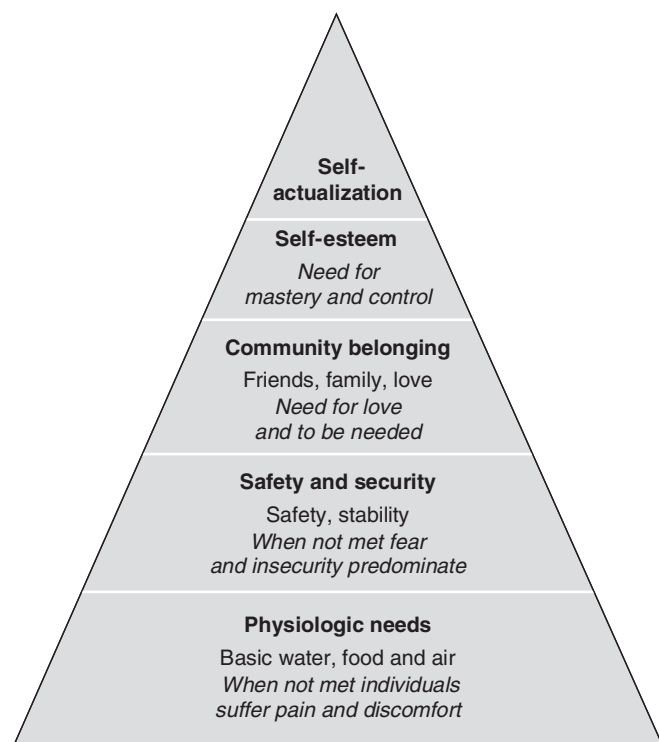 Self-
actualization
Self-esteem
Need for
mastery and control
Community belonging
Friends, family, love
Need for love
and to be needed
Safety and security
Safety, stability
When not met fear
and insecurity predominate
Physiologic needs
Basic water, food and air
When not met individuals
suffer pain and discomfort